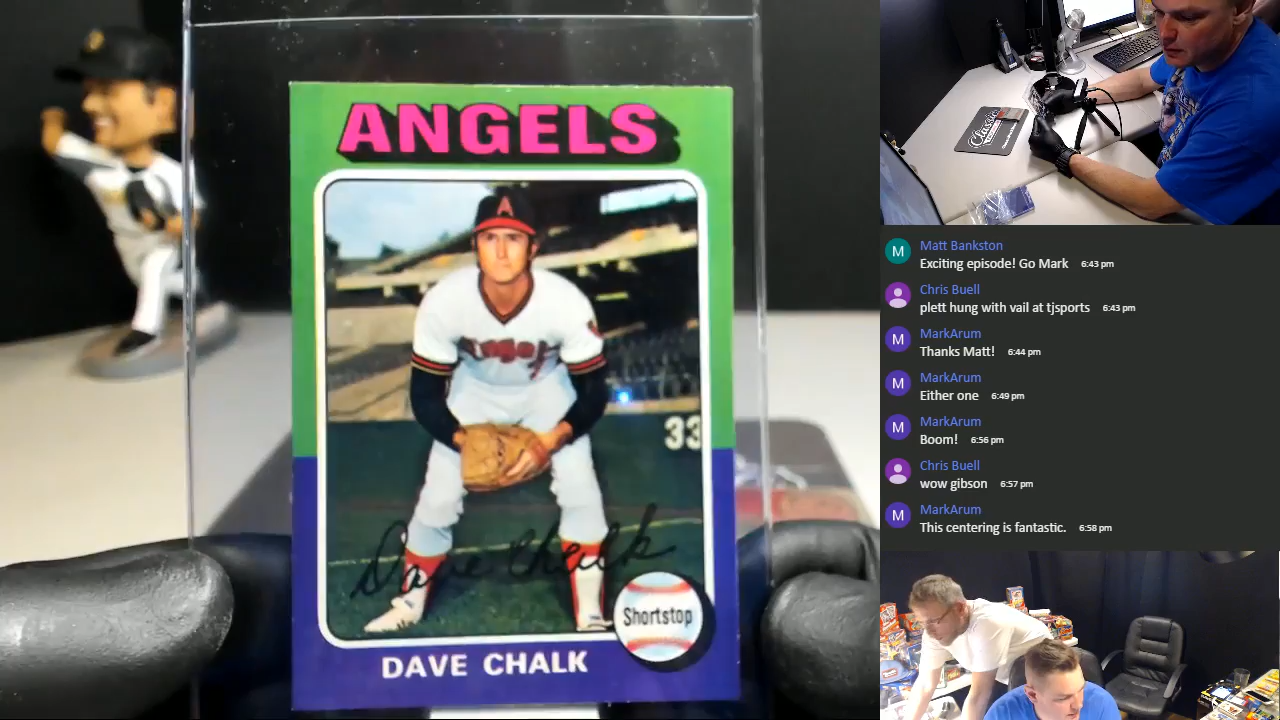 ANGELS
A
Angels
33
Dave Chalk
Shortstop
DAVE CHALK
Classic
Matt Bankston
Exciting episode! Go Mark 6:43 pm
Chris Buell
plett hung with vail at tjsports 6:43 pm
MarkArum
Thanks Matt! 6:44 pm
MarkArum
Either one 6:49 pm
MarkArum
Boom! 6:56 pm
Chris Buell
wow gibson 6:57 pm
MarkArum
This centering is fantastic. 6:58 pm
M
M
M
M
M